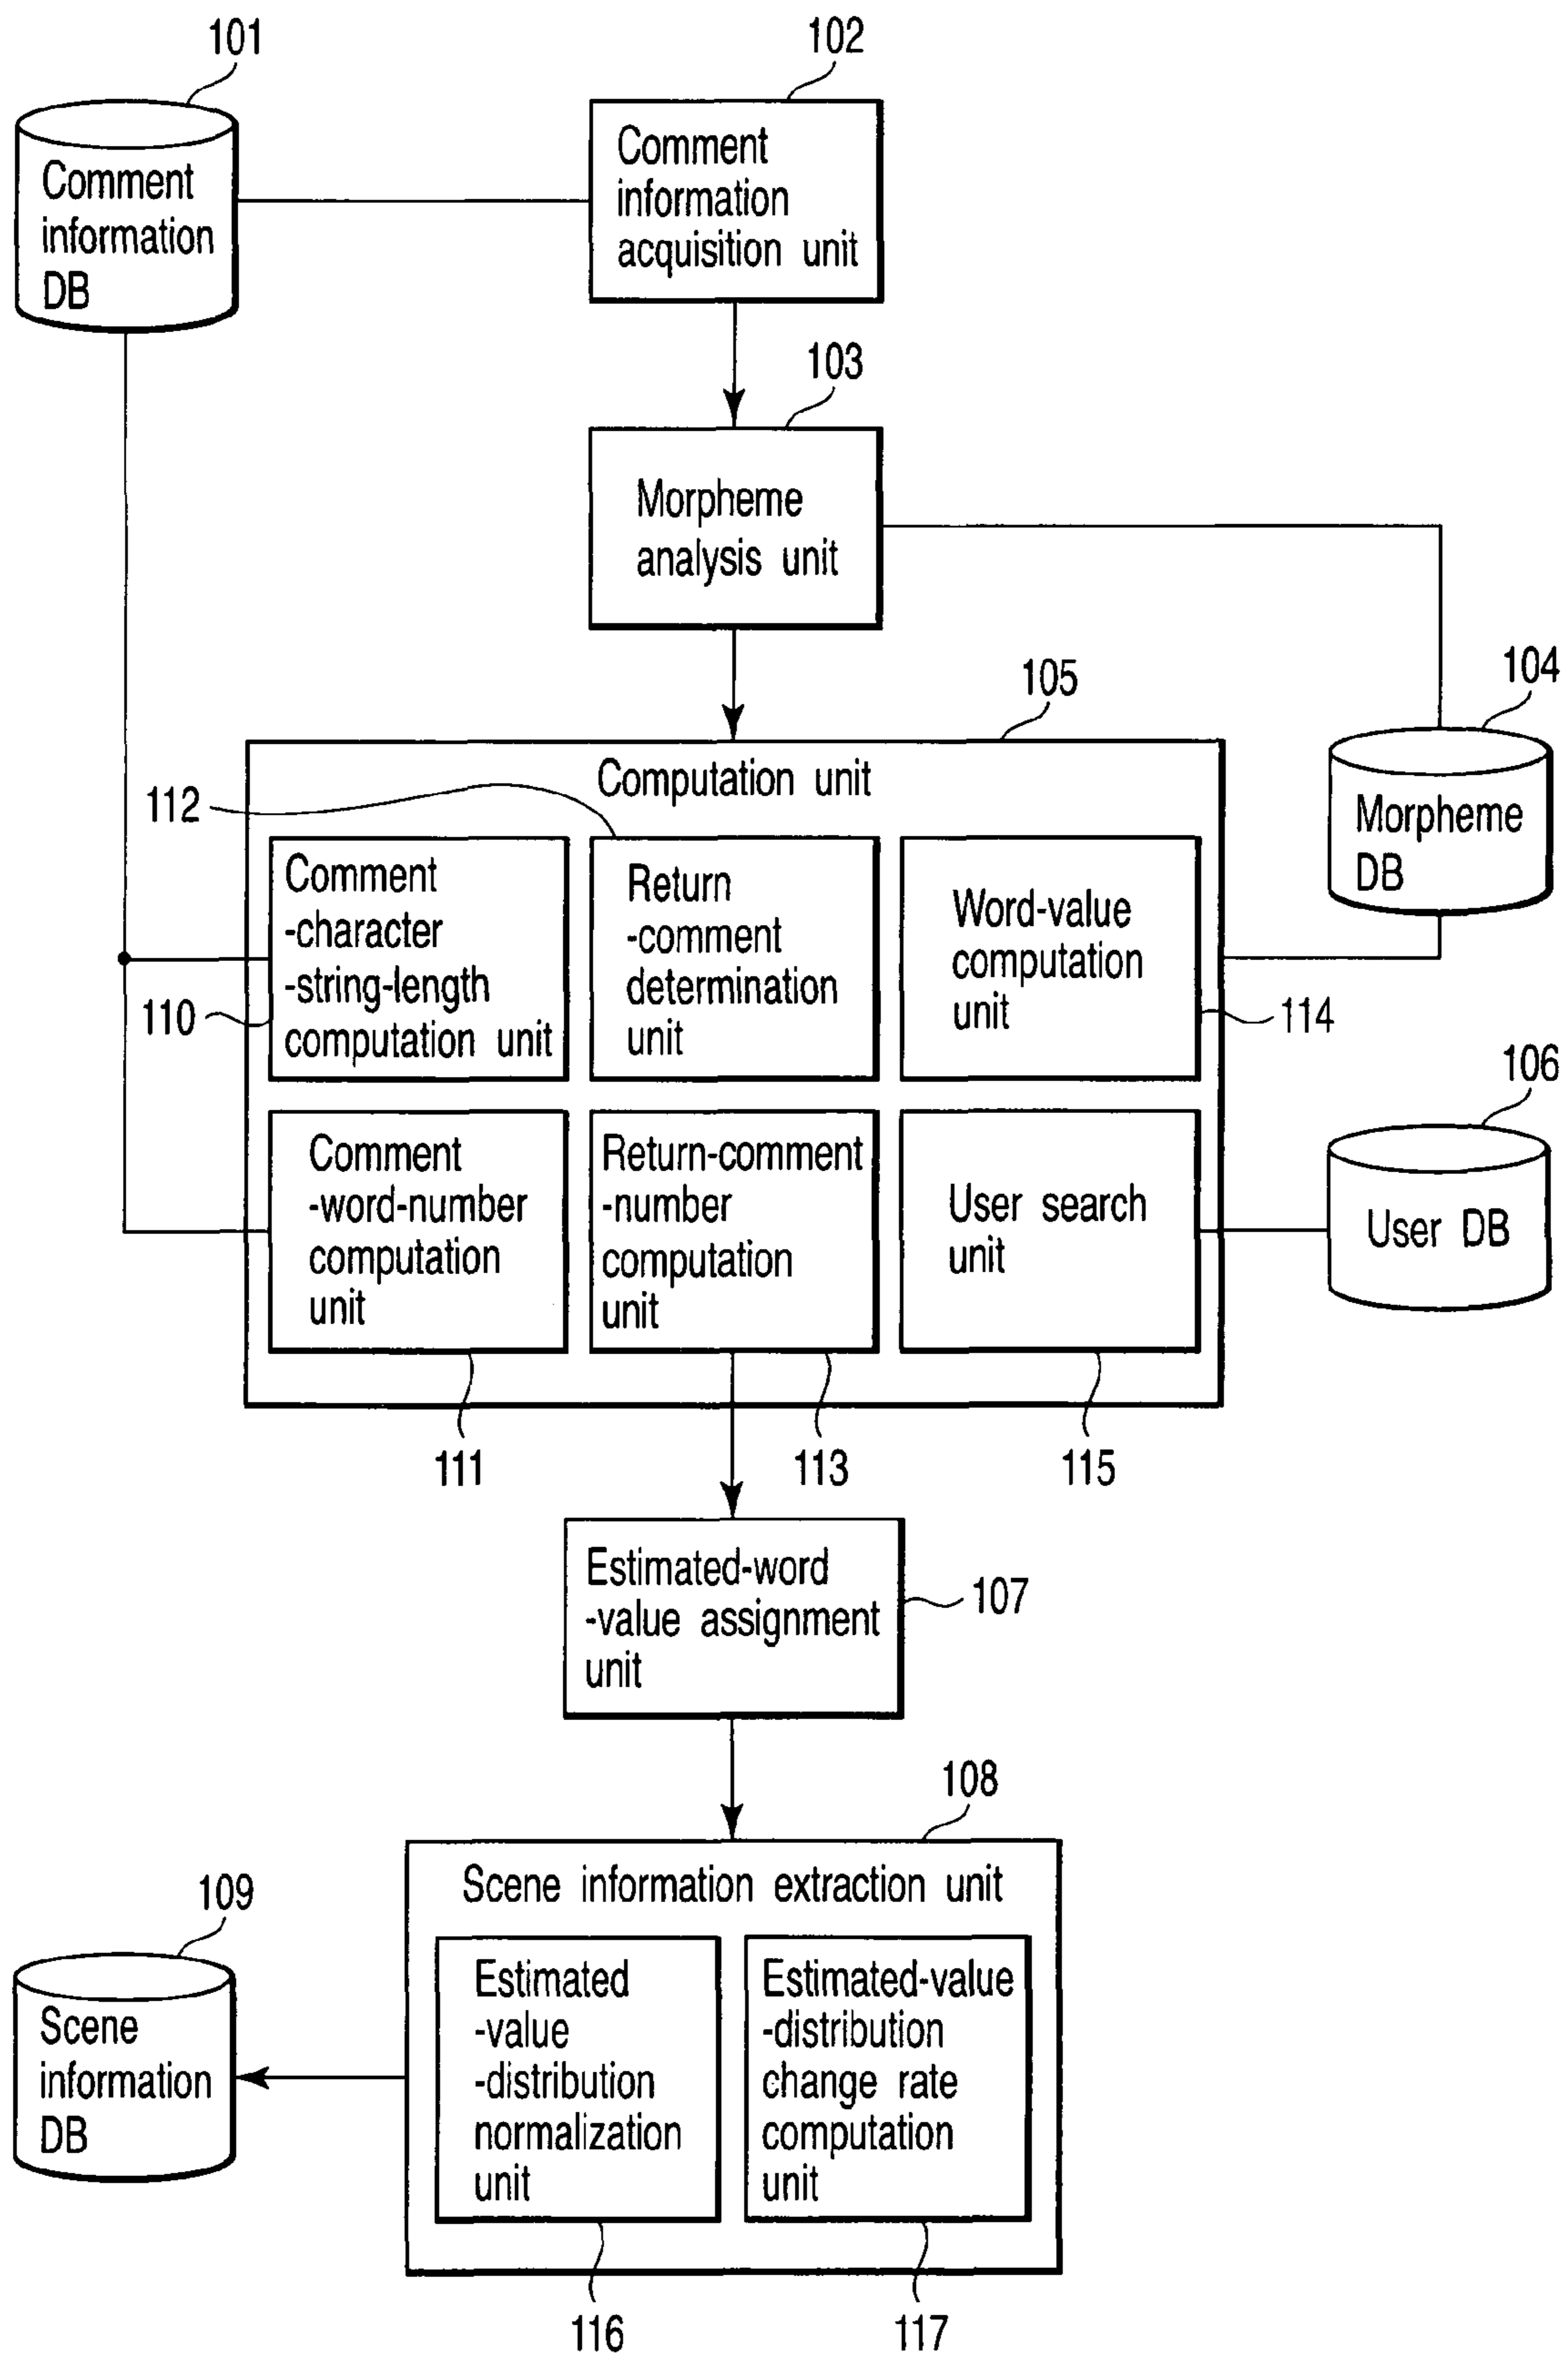 101
102
Comment
information
DB
Comment
information
acquisition unit
103
Morpheme
analysis unit
104
Morpheme
DB
105
Computation unit
112
Comment
-character
-string-length
computation unit
110
Return
-comment
determination
unit
Word-value
computation
unit
114
106
User DB
Comment
-word-number
computation
unit
Return-comment
-number
computation
unit
User search
unit
111
113
115
Estimated-word
-value assignment
unit
107
108
Scene information extraction unit
109
Scene
information
DB
Estimated
-value
-distribution
normalization
unit
Estimated-value
-distribution
change rate
computation
unit
116
117